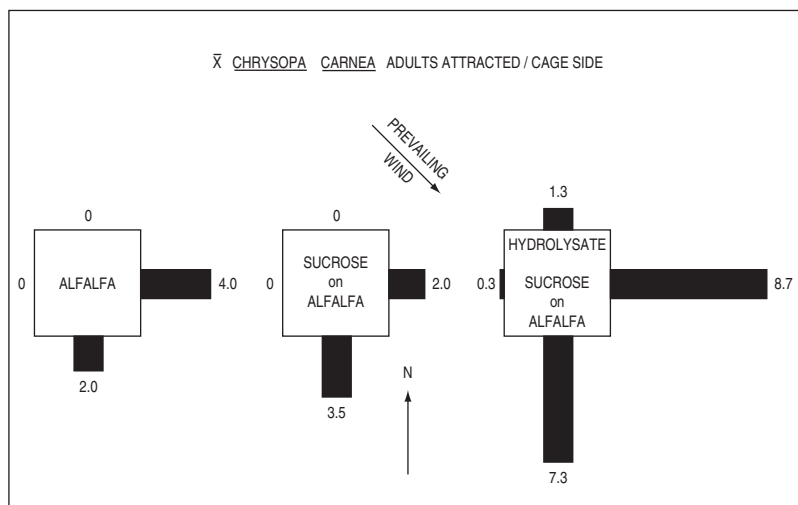 X̄ CHRYSOPA CARNEA ADULTS ATTRACTED / CAGE SIDE
PREVAILING
WIND
0
0
ALFALFA
4.0
2.0
0
0
SUCROSE
on
ALFALFA
2.0
3.5
N
1.3
0.3
HYDROLYSATE
SUCROSE
on
ALFALFA
8.7
7.3